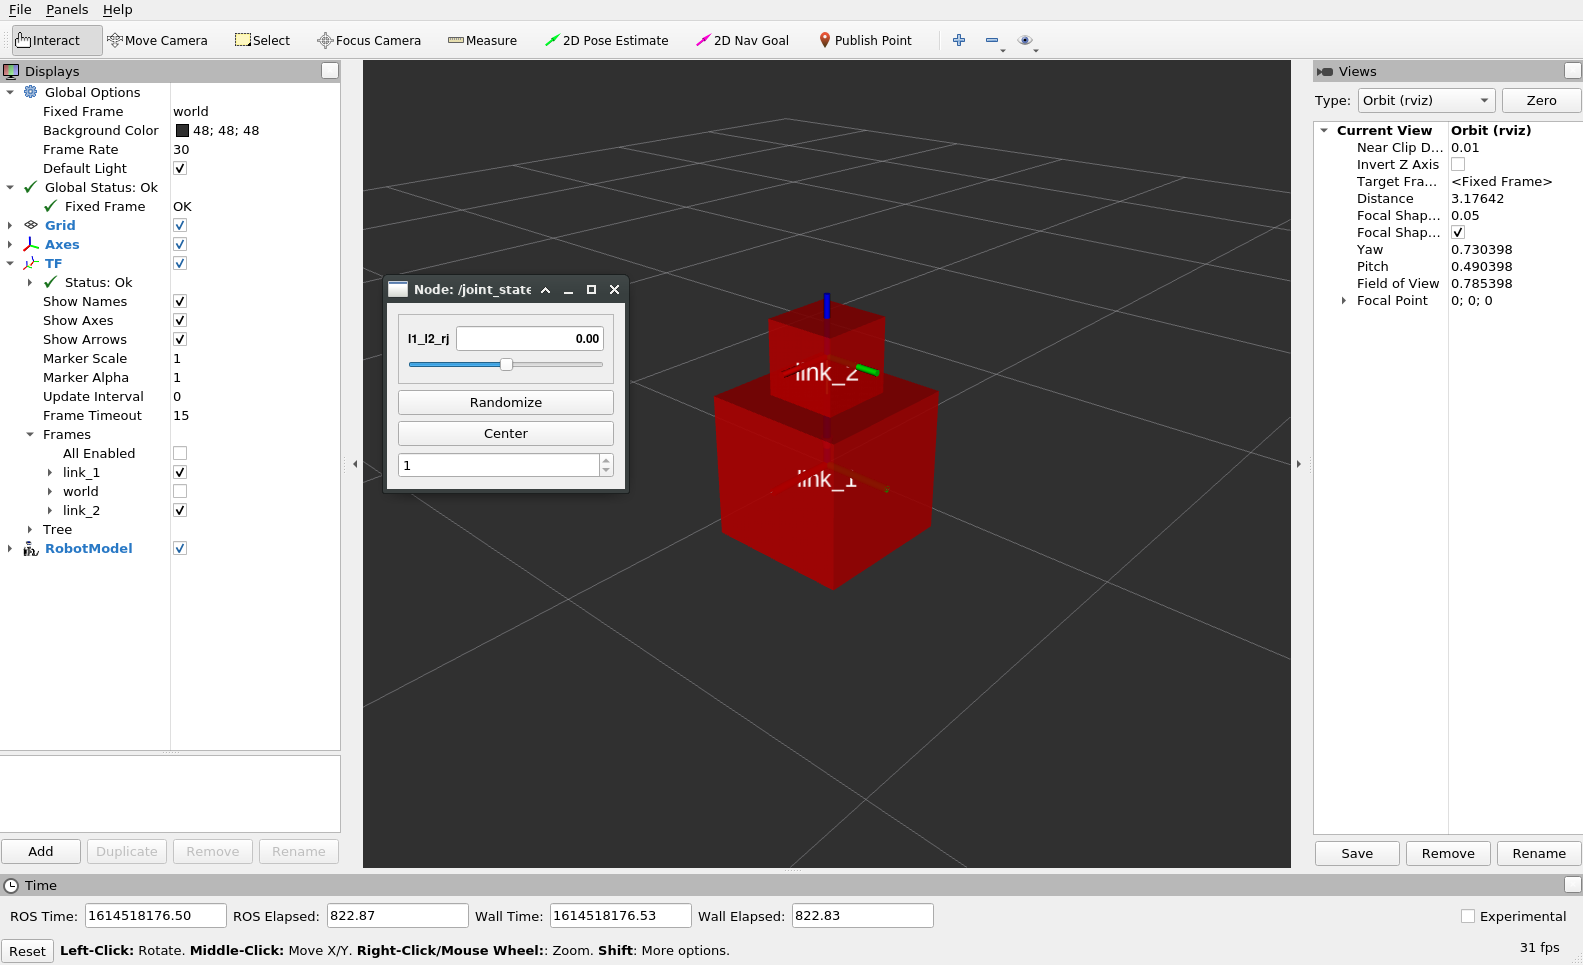 File Panels Help
Interact Move Camera Select Focus Camera Measure 2D Pose Estimate 2D Nav Goal Publish Point
Displays
Global Options
Fixed Frame world
Background Color 48; 48; 48
Frame Rate 30
Default Light
Global Status: Ok
Fixed Frame OK
Grid
Axes
TF
Status: Ok
Show Names
Show Axes
Show Arrows
Marker Scale 1
Marker Alpha 1
Update Interval 0
Frame Timeout 15
Frames
All Enabled
link_1
world
link_2
Tree
RobotModel
Add Duplicate Remove Rename
Node: /joint_state
l1_l2_rj 0.00
Randomize
Center
1
link_2
link_1
Views
Type: Orbit (rviz) Zero
Current View Orbit (rviz)
Near Clip D... 0.01
Invert Z Axis
Target Fra... <Fixed Frame>
Distance 3.17642
Focal Shap... 0.05
Focal Shap...
Yaw 0.730398
Pitch 0.490398
Field of View 0.785398
Focal Point 0; 0; 0
Save Remove Rename
Time
ROS Time: 1614518176.50 ROS Elapsed: 822.87 Wall Time: 1614518176.53 Wall Elapsed: 822.83 Experimental
Reset Left-Click: Rotate. Middle-Click: Move X/Y. Right-Click/Mouse Wheel:: Zoom. Shift: More options. 31 fps